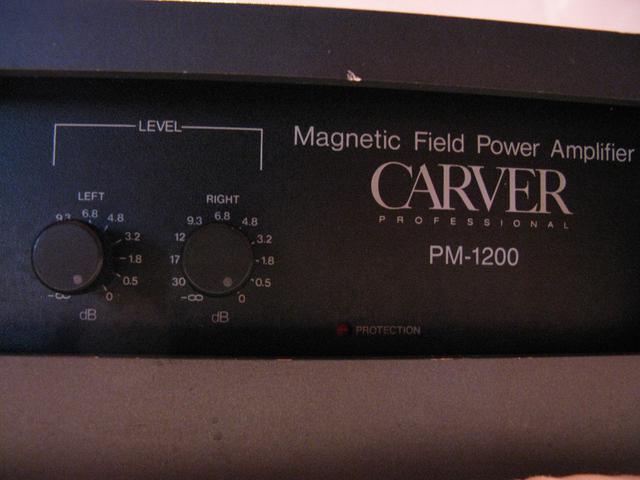 LEVEL
Magnetic Field Power Amplifier
CARVER
PROFESSIONAL
PM-1200
LEFT
9.3 6.8 4.8
3.2
1.8
0.5
-∞ 0
dB
RIGHT
9.3 6.8 4.8
12 3.2
17 1.8
30 0.5
-∞ 0
dB
PROTECTION